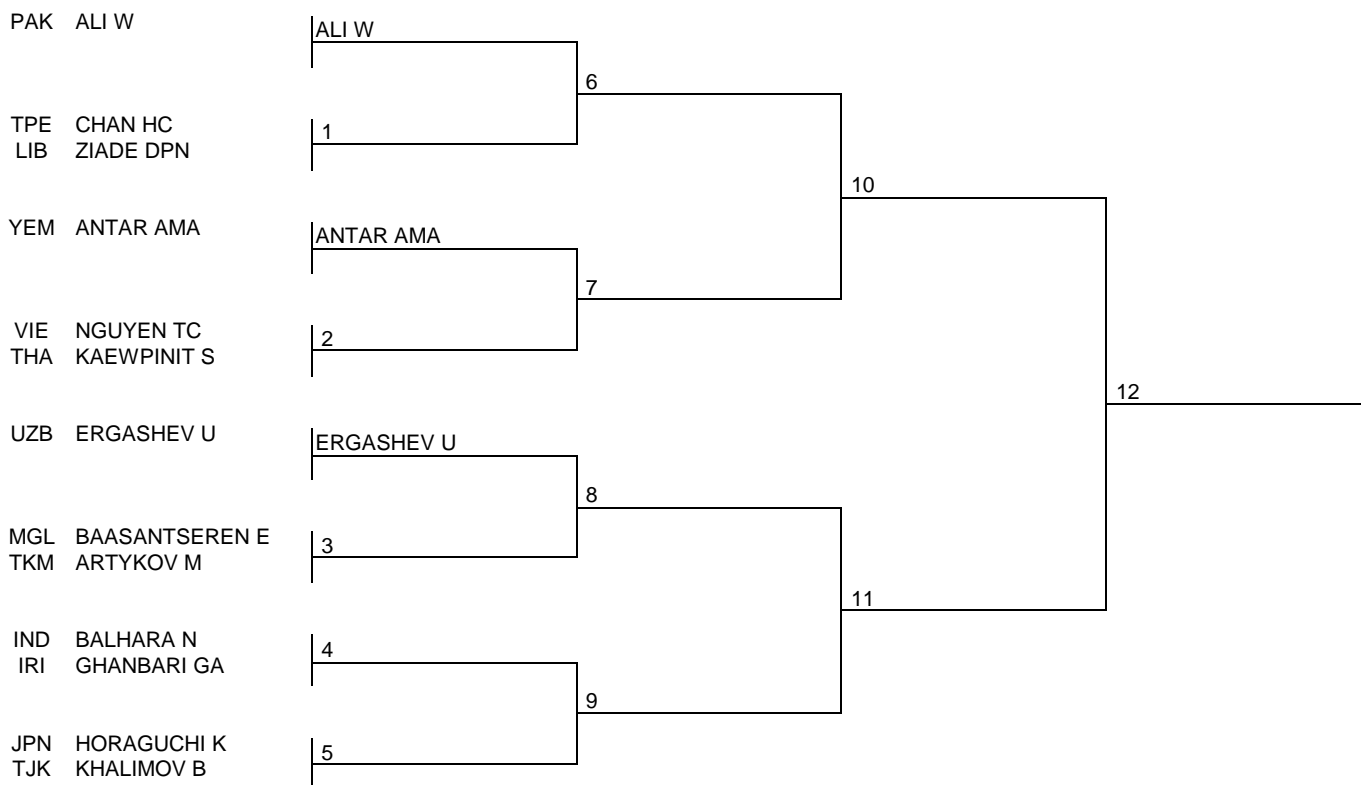 PAK ALI W
ALI W
6
TPE CHAN HC
1
LIB ZIADE DPN
10
YEM ANTAR AMA
ANTAR AMA
7
VIE NGUYEN TC
2
THA KAEWPINIT S
12
UZB ERGASHEV U
ERGASHEV U
8
MGL BAASANTSEREN E
3
TKM ARTYKOV M
11
IND BALHARA N
4
IRI GHANBARI GA
9
JPN HORAGUCHI K
5
TJK KHALIMOV B